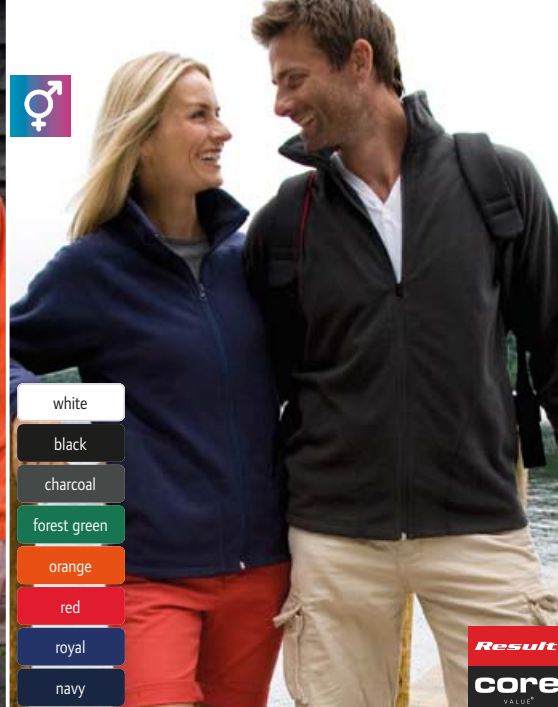 white
black
charcoal
forest green
orange
red
royal
navy
Result
core
VALUE®